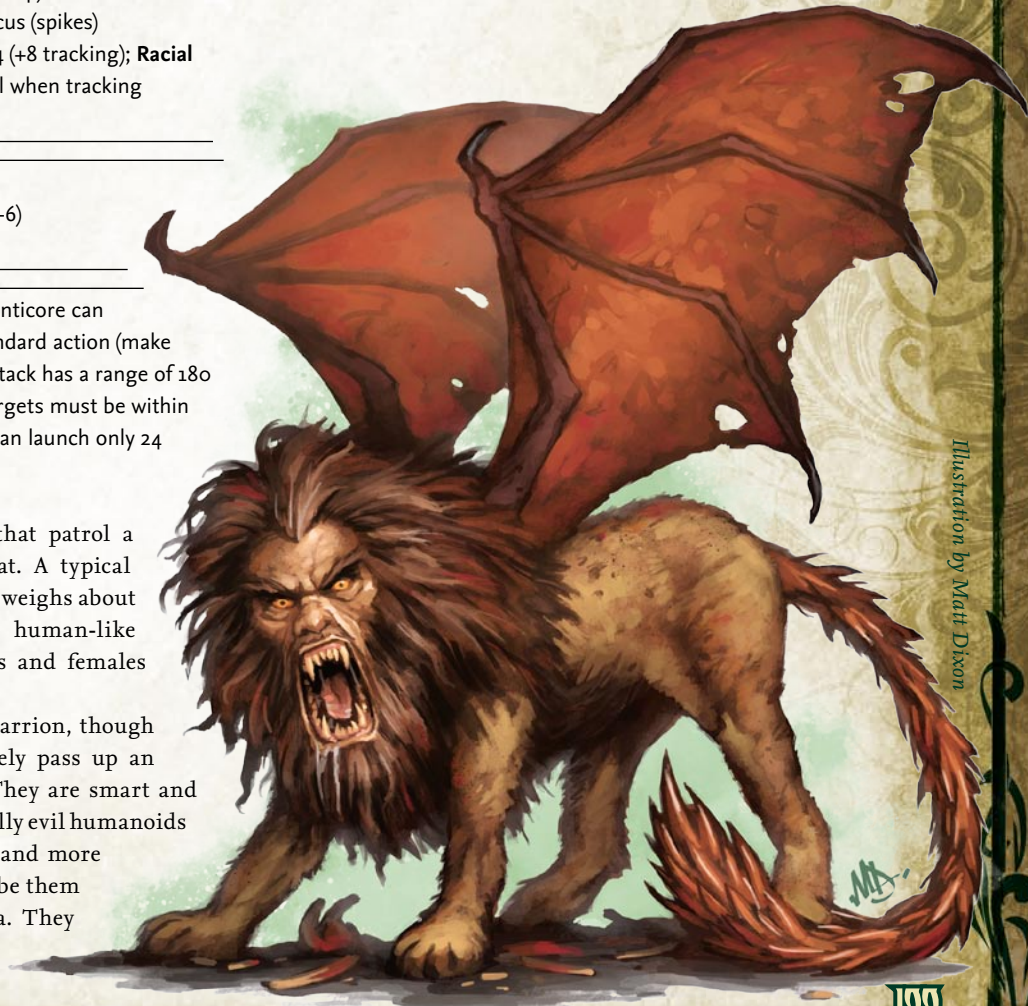 cus (spikes)
4 (+8 tracking); Racial
l when tracking
-6)
nticore can
ndard action (make
tack has a range of 180
rgets must be within
an launch only 24
that patrol a
at. A typical
weighs about
human-like
s and females
arrion, though
ely pass up an
They are smart and
lly evil humanoids
and more
be them
a. They
Illustration by Matt Dixon
MD
199